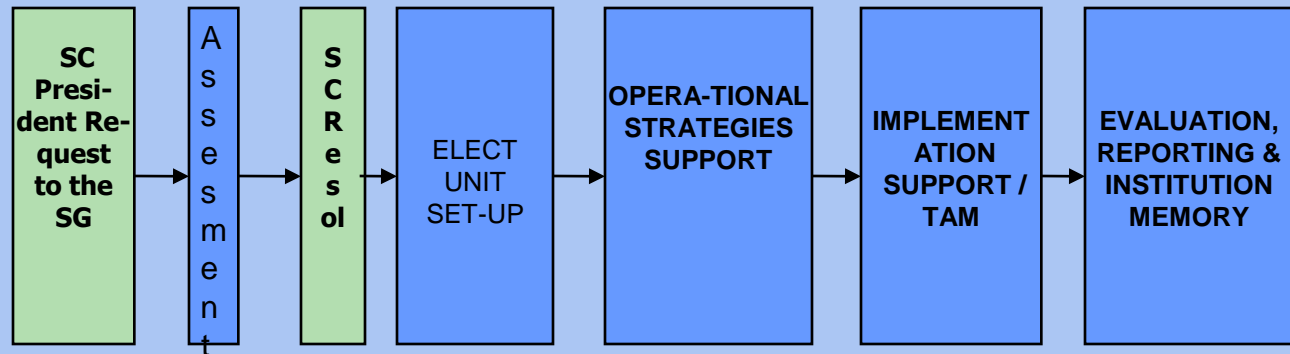 SC
Presi-
dent Re-
quest
to the
SG
A
s
s
e
s
m
e
n
t
S
C
R
e
s
ol
ELECT
UNIT
SET-UP
OPERA-TIONAL
STRATEGIES
SUPPORT
IMPLEMENT
ATION
SUPPORT /
TAM
EVALUATION,
REPORTING &
INSTITUTION
MEMORY